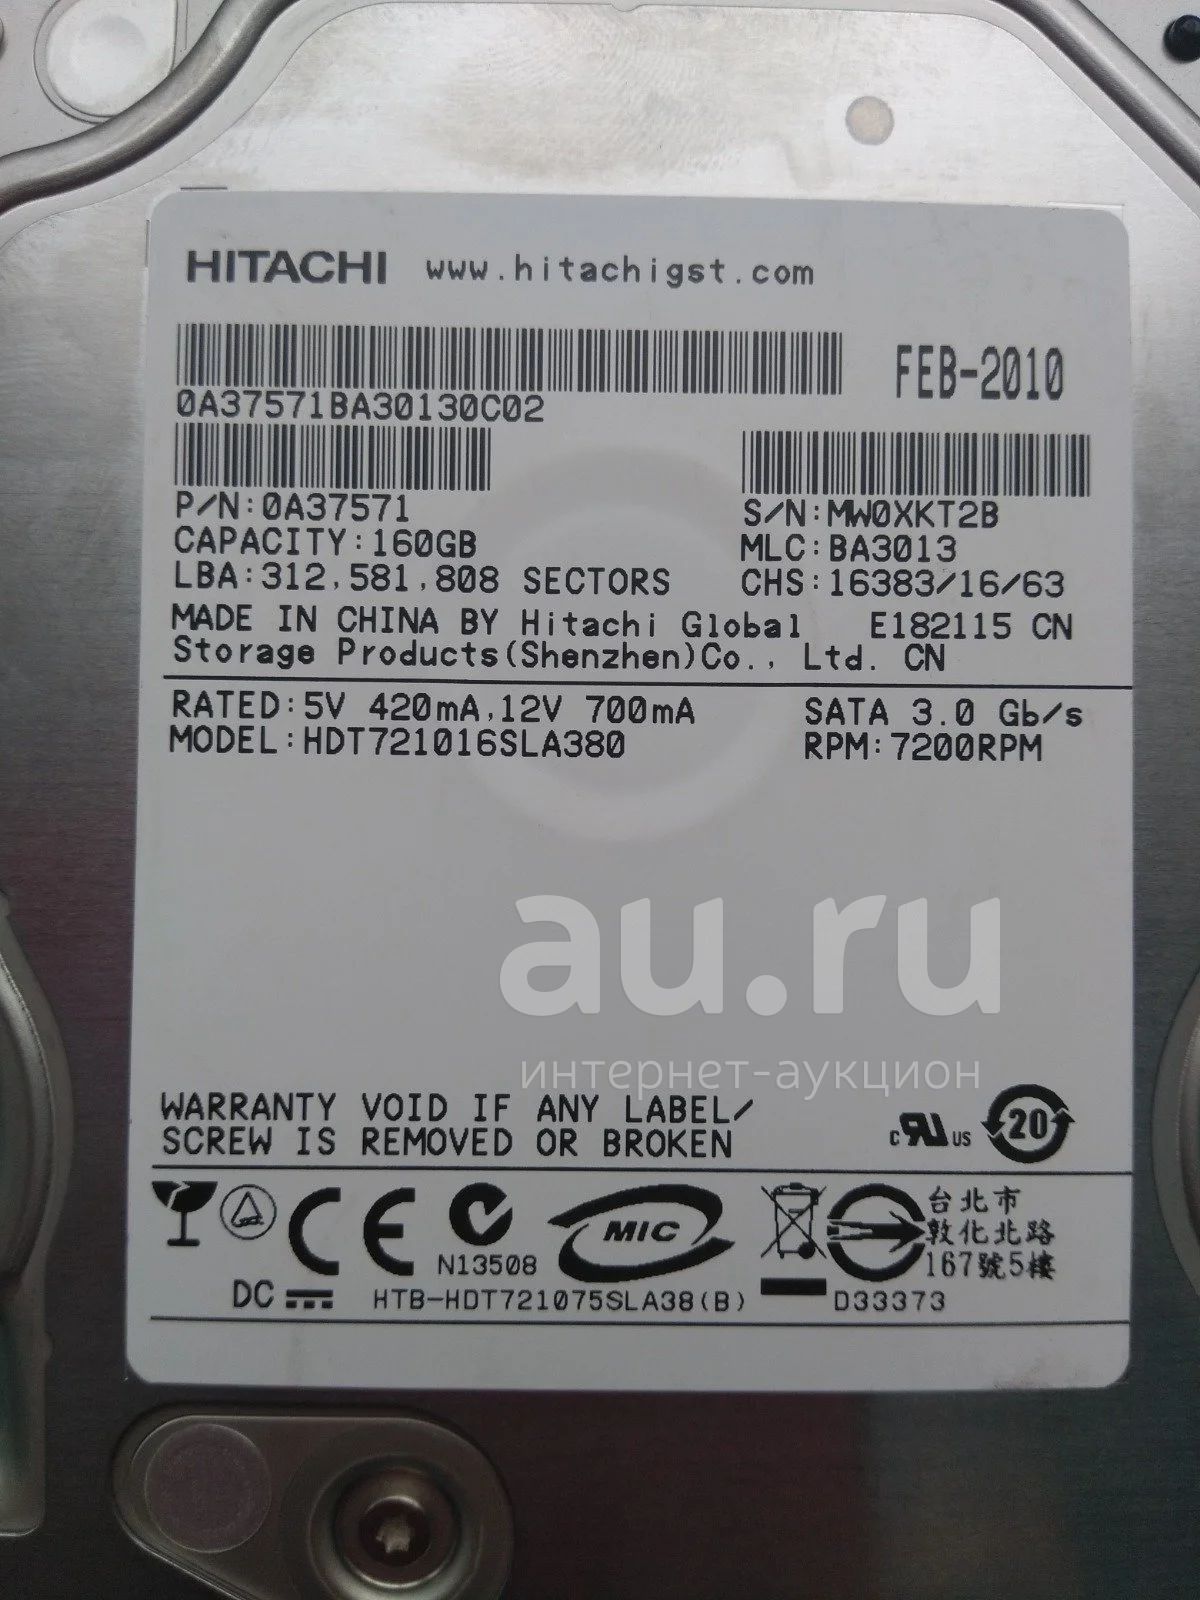 HITACHI www.hitachigst.com
FEB-2010
0A37571BA30130C02
P/N:0A37571 S/N:MW0XKT2B
CAPACITY:160GB MLC:BA3013
LBA:312,581,808 SECTORS CHS:16383/16/63
MADE IN CHINA BY Hitachi Global E182115 CN
Storage Products(Shenzhen)Co., Ltd. CN
RATED:5V 420mA,12V 700mA SATA 3.0 Gb/s
MODEL:HDT721016SLA380 RPM:7200RPM
au.ru
интернет-аукцион
WARRANTY VOID IF ANY LABEL/
SCREW IS REMOVED OR BROKEN
c RU US 20
CE N13508 MIC
台北市
敦化北路
167號5樓
DC HTB-HDT721075SLA38(B) D33373